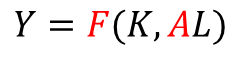 Y = F(K, AL)